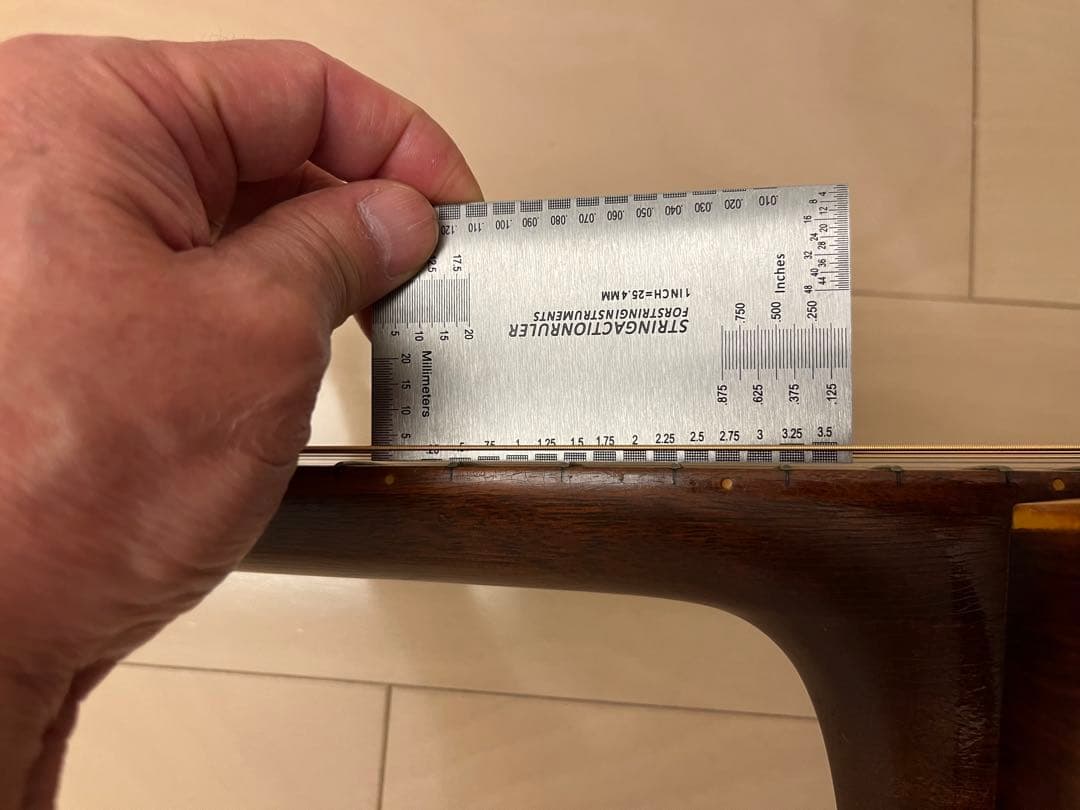 .120 .110 .100 .090 .080 .070 .060 .050 .040 .030 .020 .010
4 8 12 16 20 24 28 32 36 40 44 48
17.5
Inches
1INCH=25.4MM
FORSTRINGINSTRUMENTS
STRINGACTIONRULER
.750 .500 .250
5 10 15 20
Millimeters
20 15 10 5
.875 .625 .375 .125
1 1.25 1.5 1.75 2 2.25 2.5 2.75 3 3.25 3.5